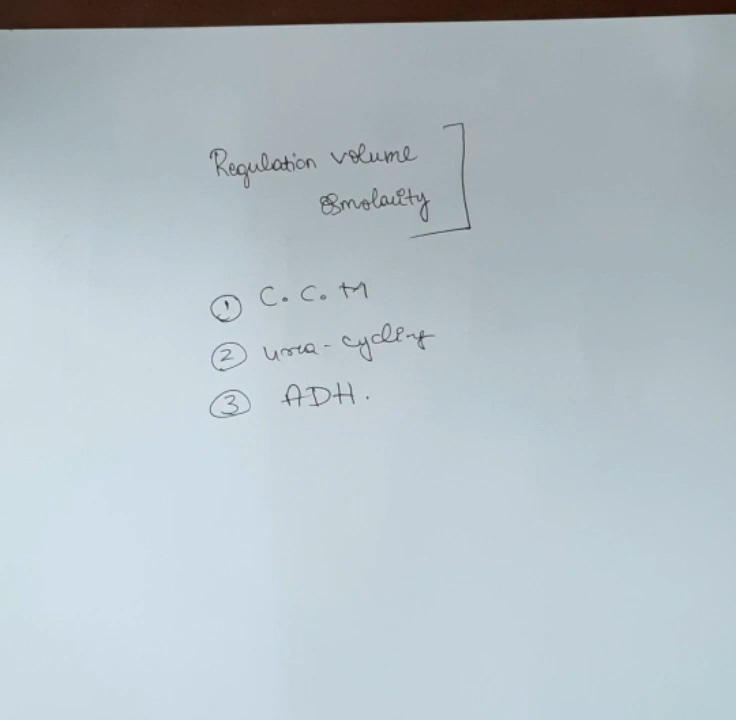 Regulation volume
Osmolarity
① C. C. M
② urea-cycling
③ ADH.